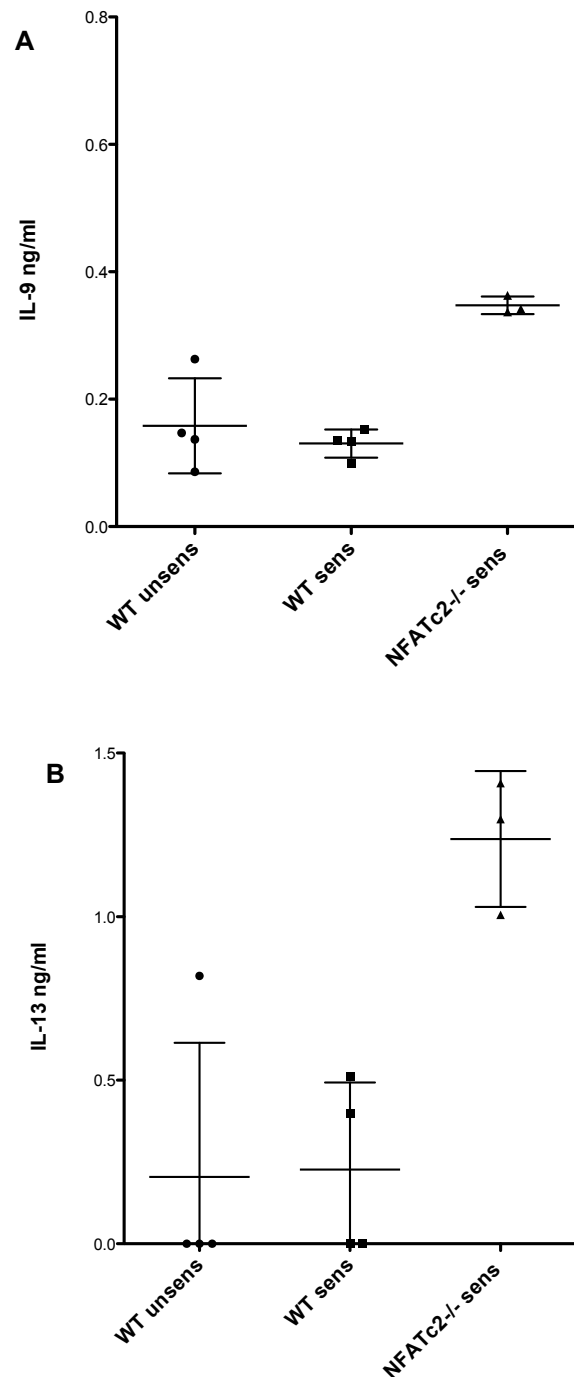 A
0.8
0.6
0.4
0.2
0.0
IL-9 ng/ml
WT unsens
WT sens
NFATc2-/- sens
B
1.5
1.0
0.5
0.0
IL-13 ng/ml
WT unsens
WT sens
NFATc2-/- sens